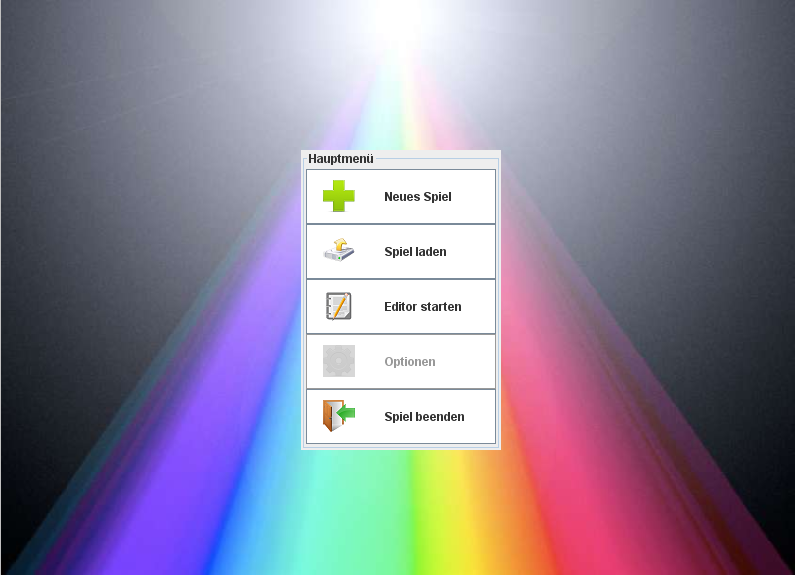 Hauptmenü
Neues Spiel
Spiel laden
Editor starten
Optionen
Spiel beenden